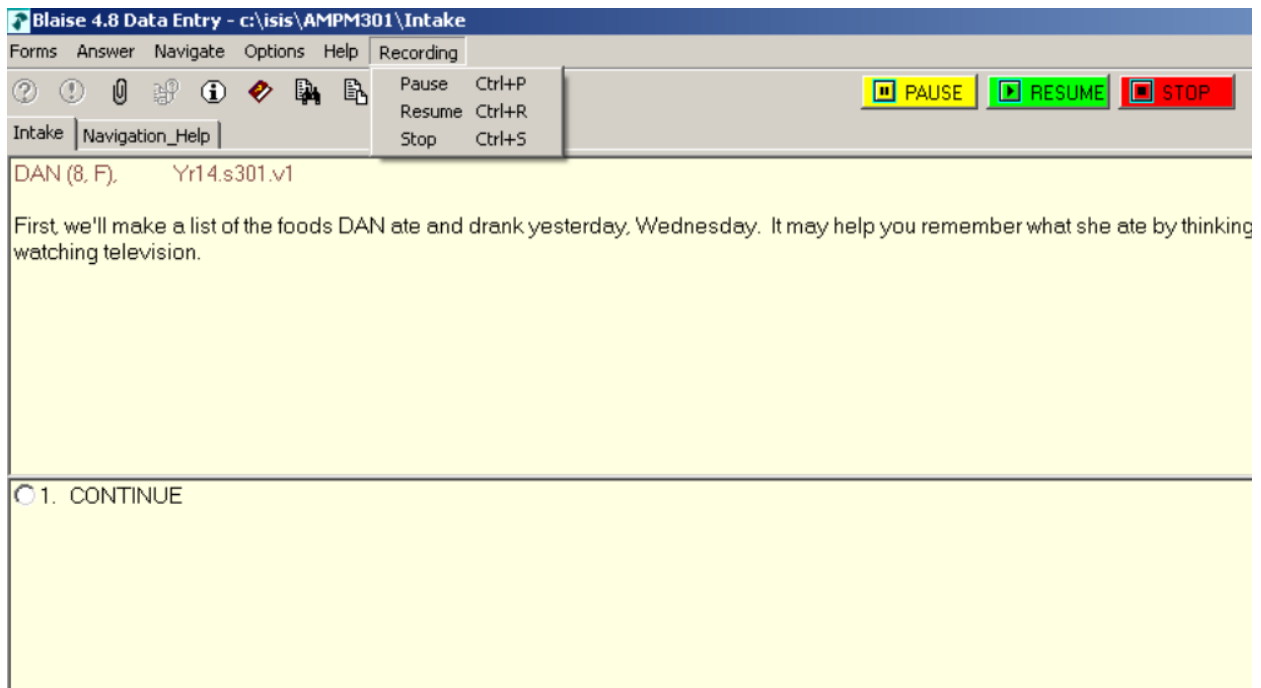 Blaise 4.8 Data Entry - c:\isis\AMPM301\Intake
Forms Answer Navigate Options Help Recording
Pause Ctrl+P
Resume Ctrl+R
Stop Ctrl+S
PAUSE RESUME STOP
Intake Navigation_Help
DAN (8, F), Yr14.s301.v1
First, we'll make a list of the foods DAN ate and drank yesterday, Wednesday. It may help you remember what she ate by thinking
watching television.
1. CONTINUE